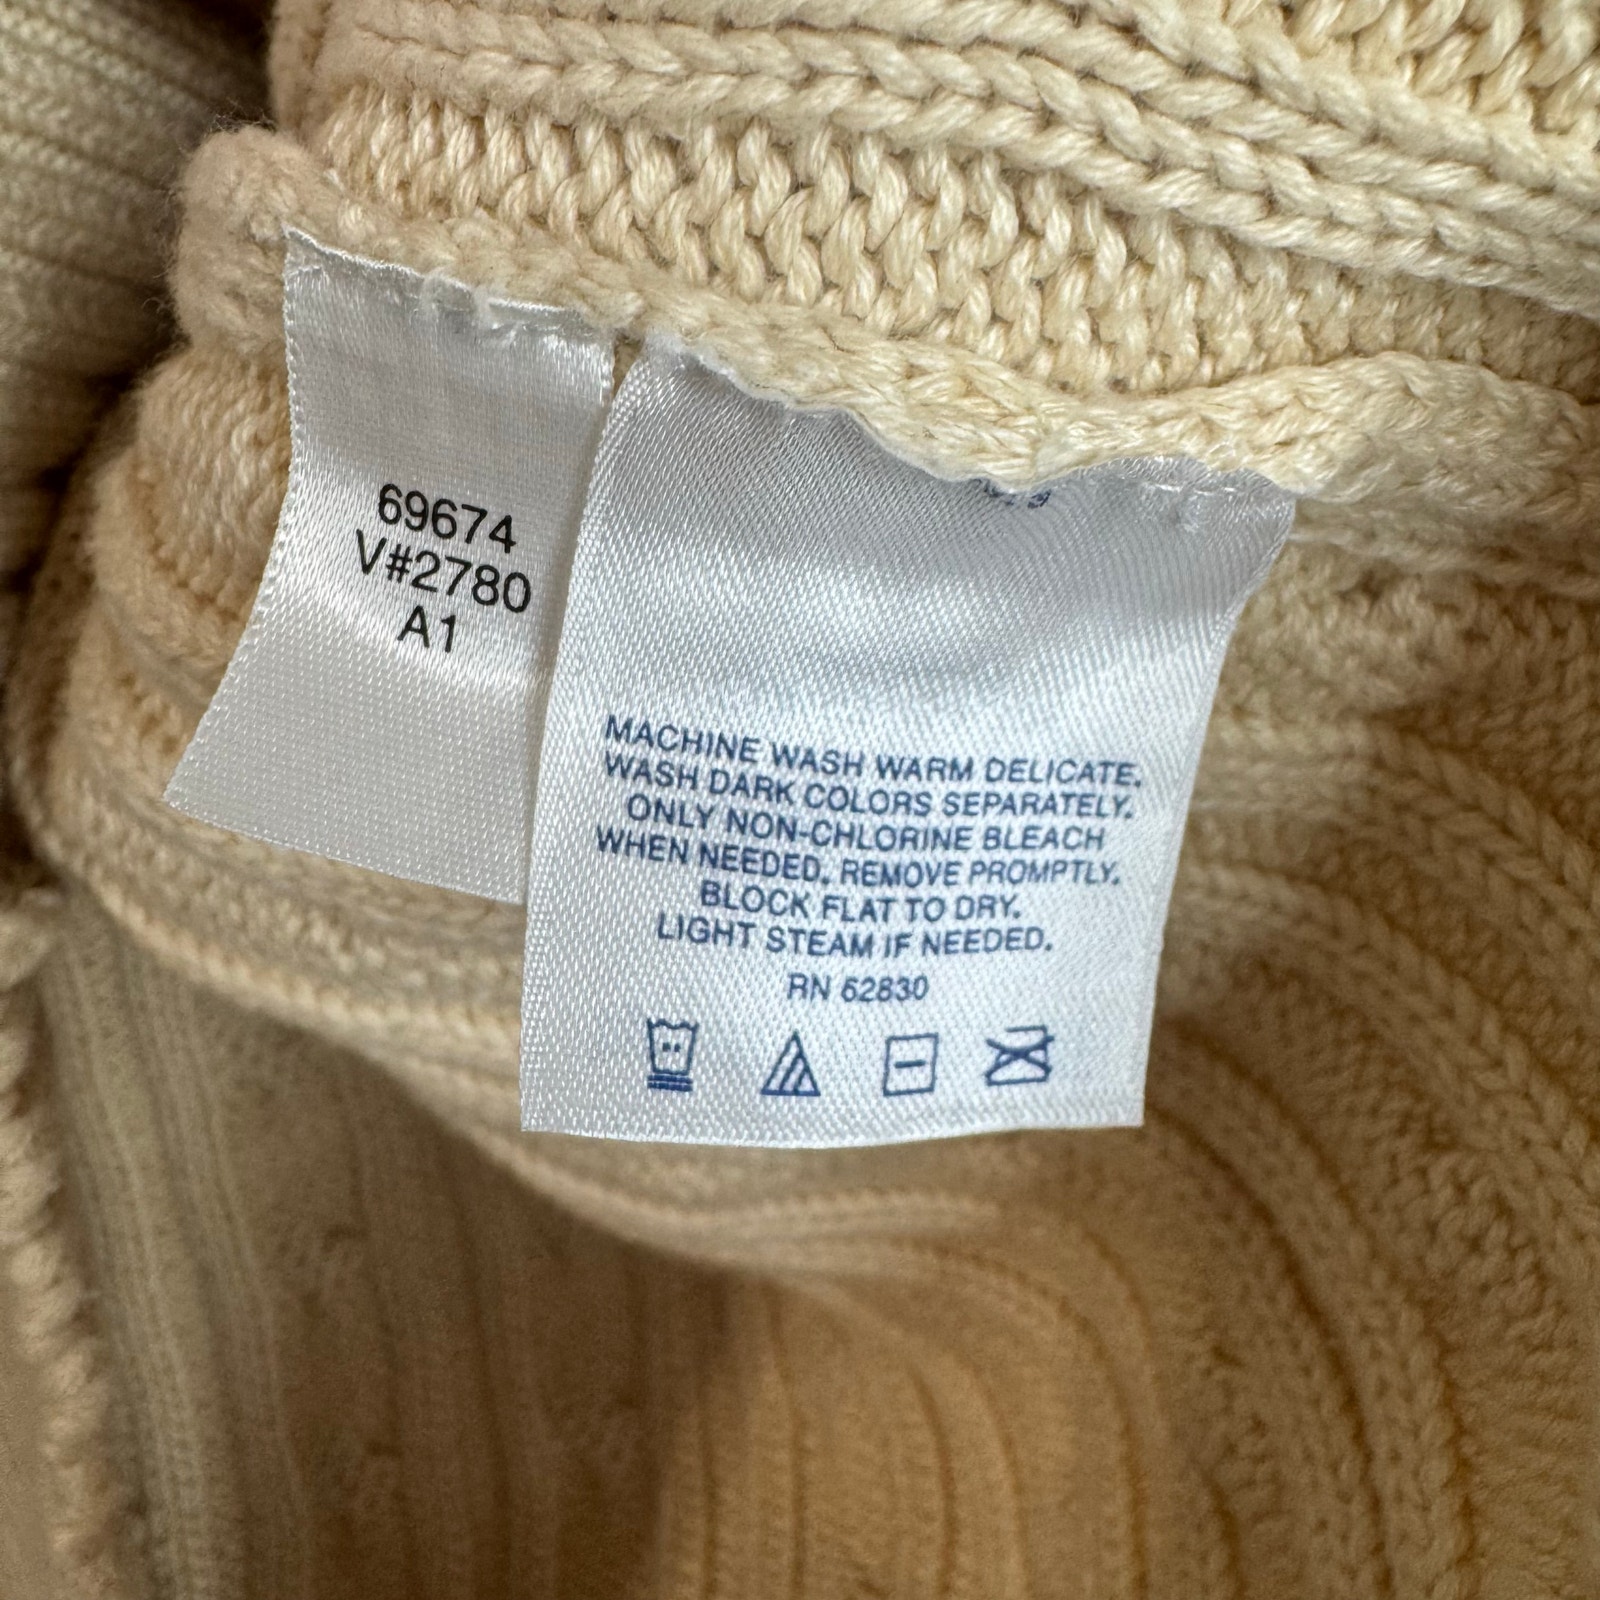 69674
V#2780
A1
MACHINE WASH WARM DELICATE.
WASH DARK COLORS SEPARATELY.
ONLY NON-CHLORINE BLEACH
WHEN NEEDED. REMOVE PROMPTLY.
BLOCK FLAT TO DRY.
LIGHT STEAM IF NEEDED.
RN 62830